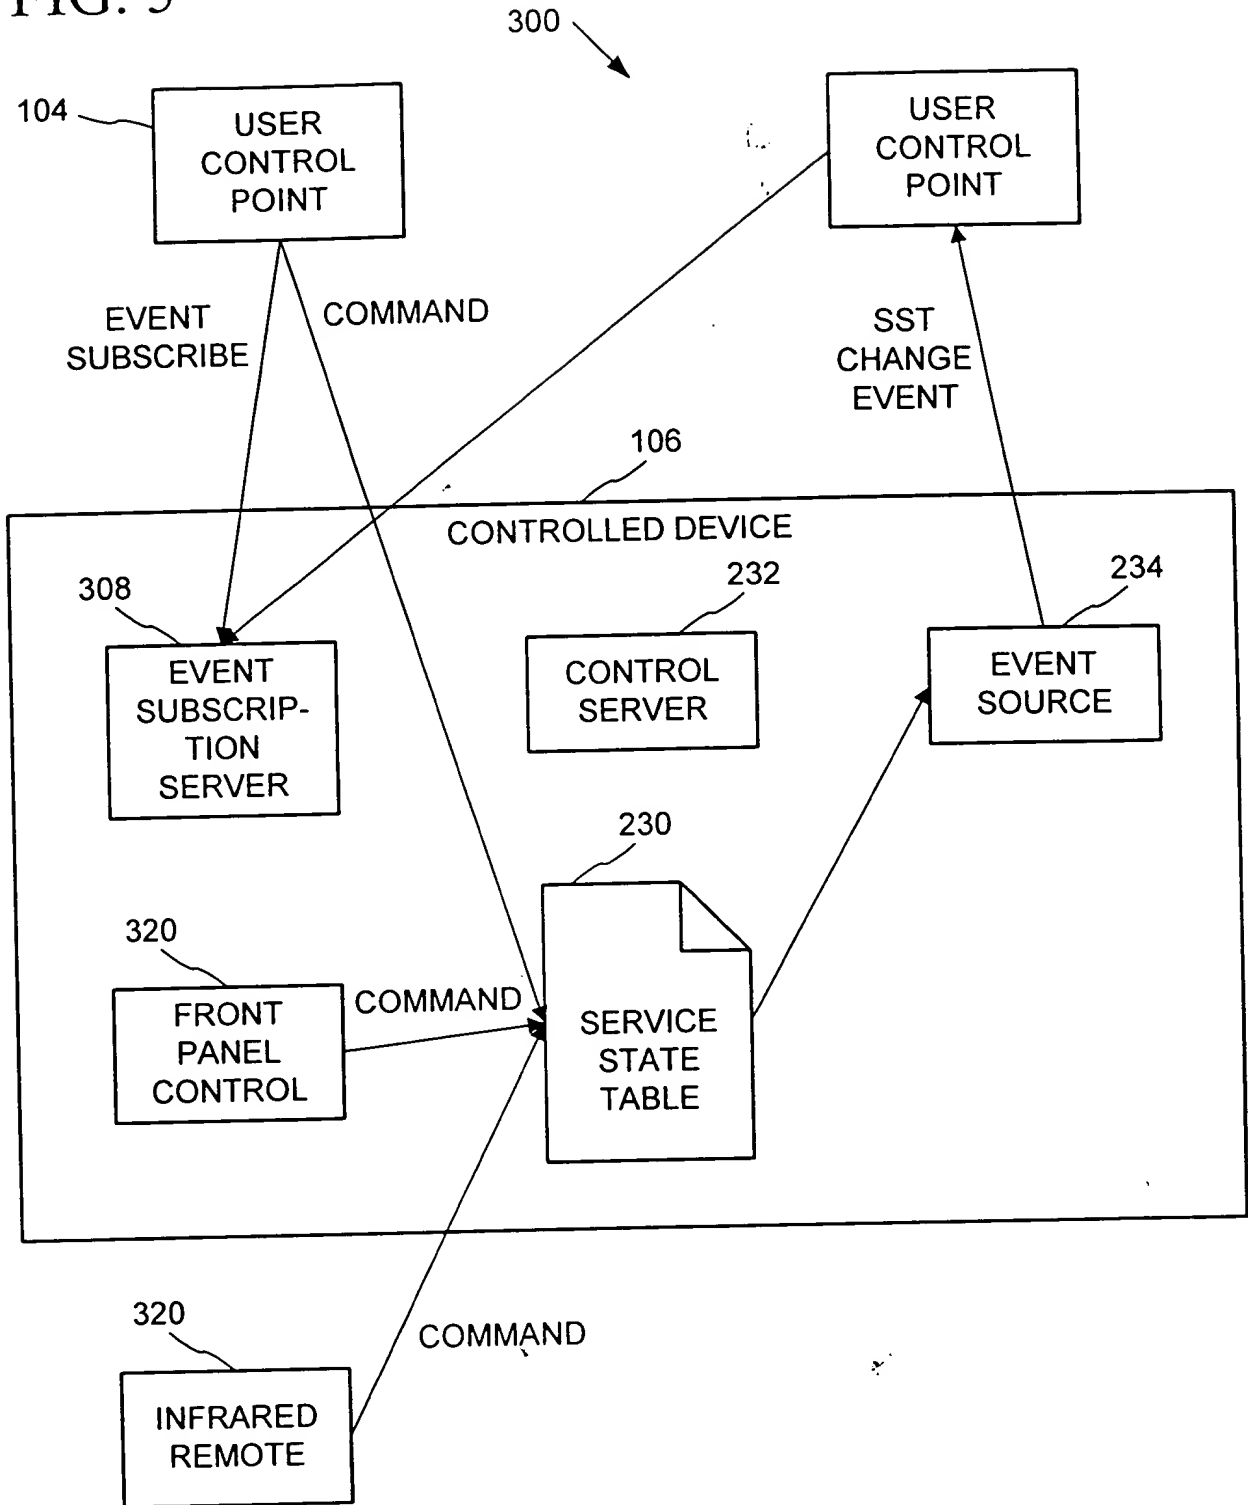 300
104
USER
CONTROL
POINT
USER
CONTROL
POINT
EVENT
SUBSCRIBE
COMMAND
SST
CHANGE
EVENT
106
CONTROLLED DEVICE
308
EVENT
SUBSCRIP-
TION
SERVER
232
CONTROL
SERVER
234
EVENT
SOURCE
230
SERVICE
STATE
TABLE
320
FRONT
PANEL
CONTROL
COMMAND
320
INFRARED
REMOTE
COMMAND